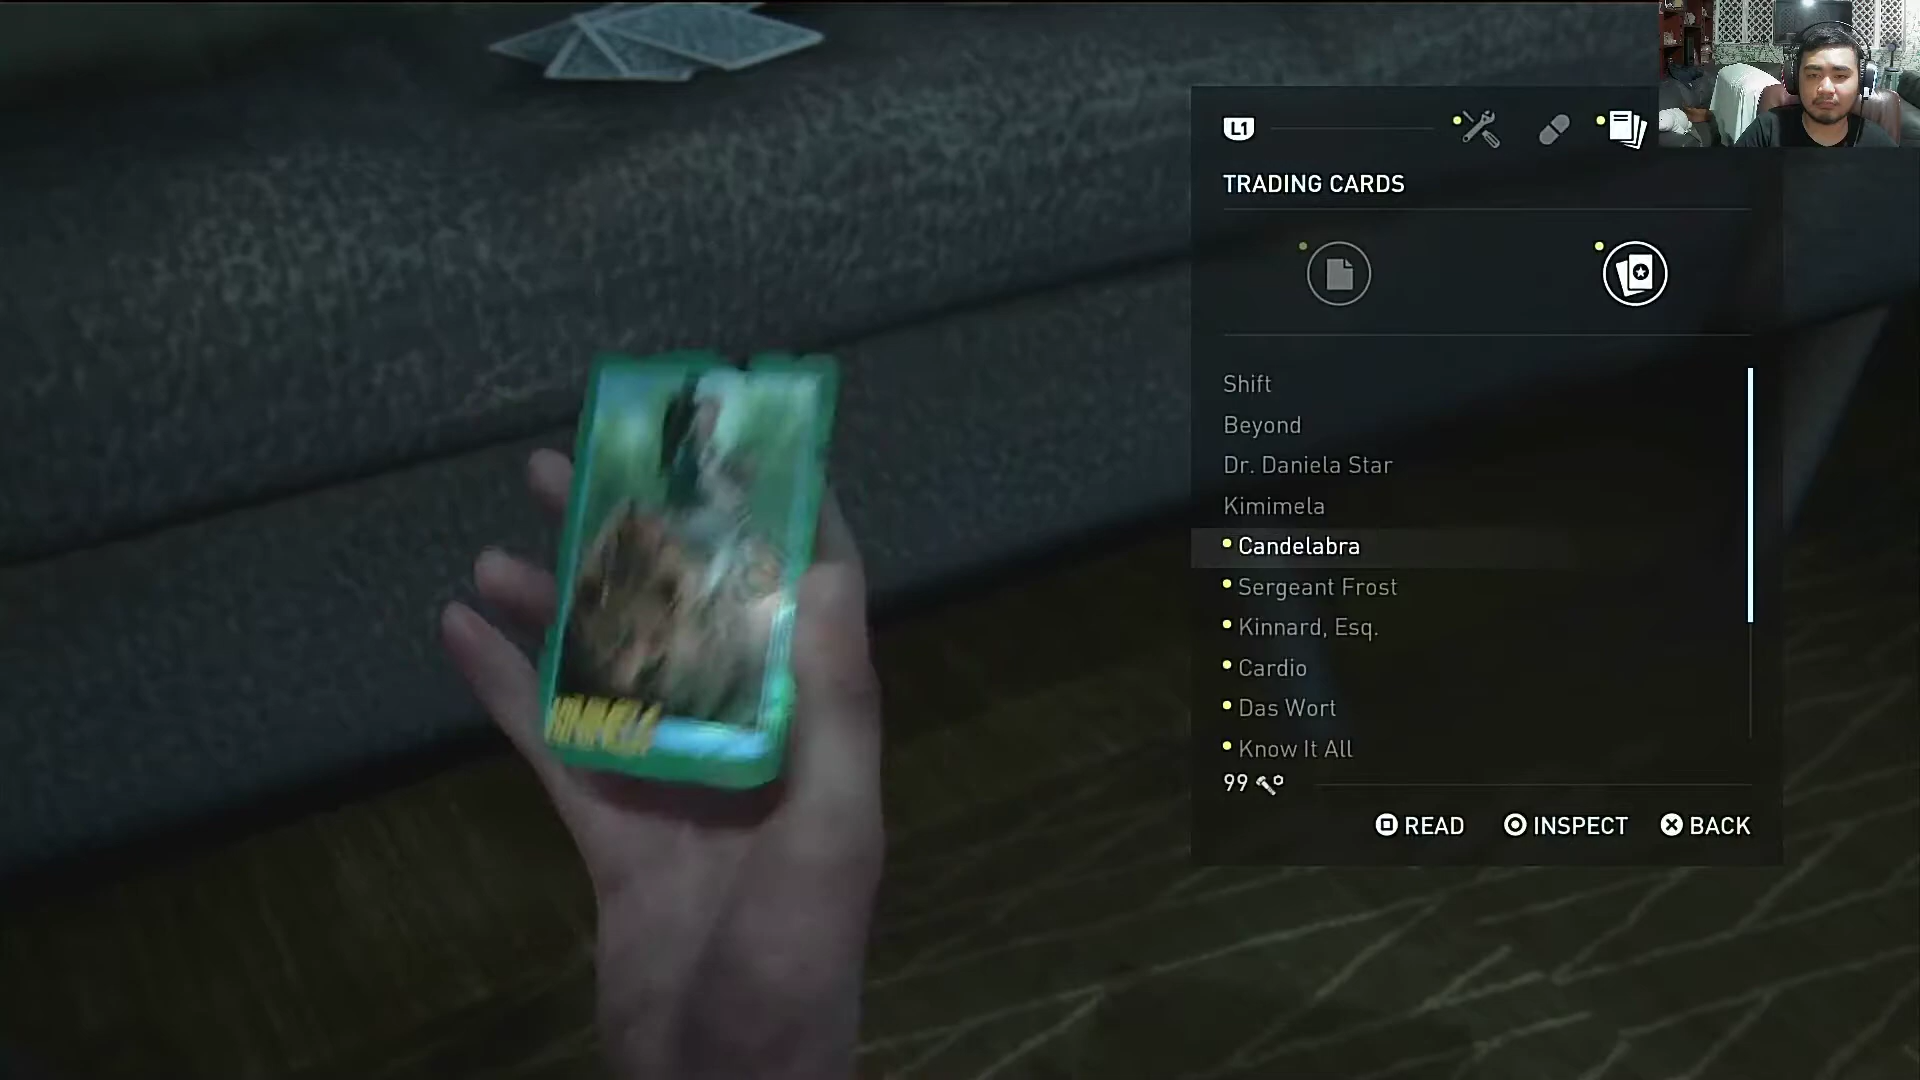 L1
TRADING CARDS
Shift
Beyond
Dr. Daniela Star
Kimimela
Candelabra
Sergeant Frost
Kinnard, Esq.
Cardio
Das Wort
Know It All
99
READ INSPECT BACK
KIMIMELA